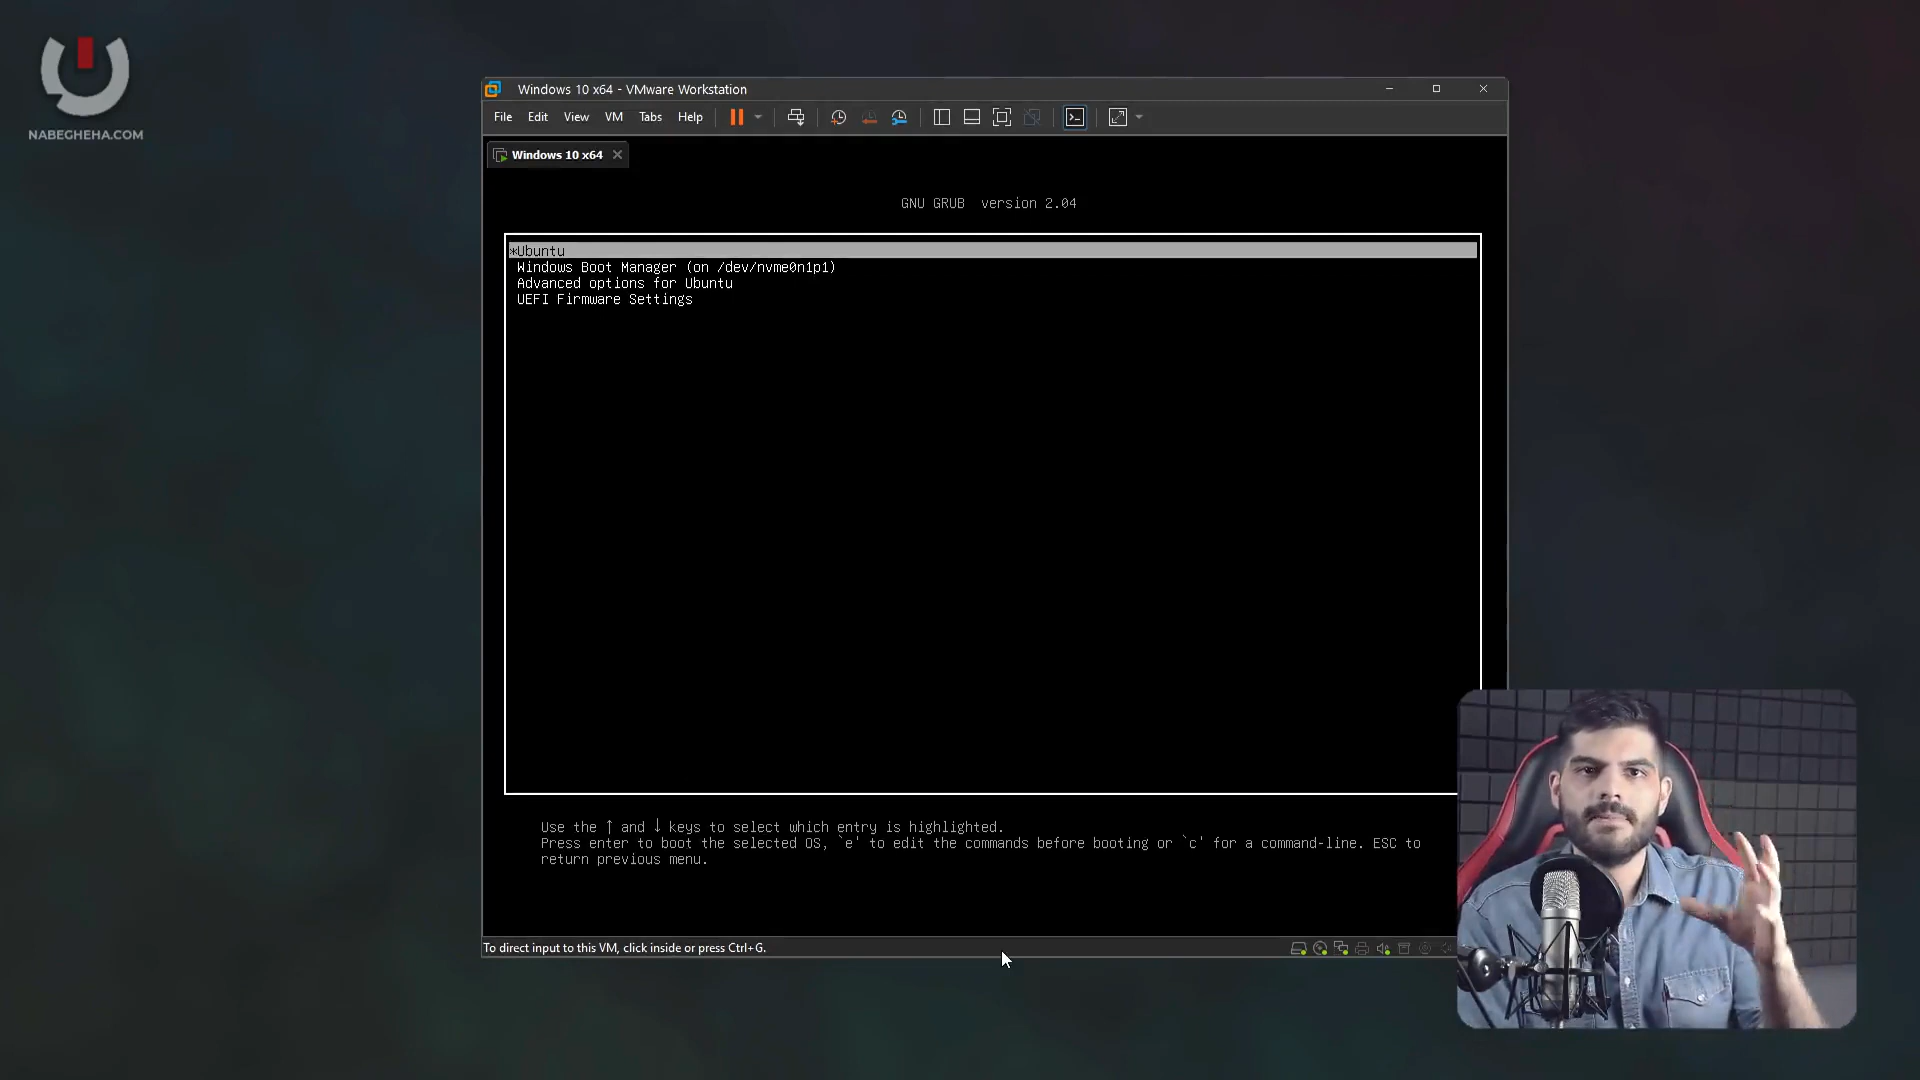 NABEGHEHA.COM
Windows 10 x64 - VMware Workstation
File Edit View VM Tabs Help
Windows 10 x64
GNU GRUB version 2.04
*Ubuntu
Windows Boot Manager (on /dev/nvme0n1p1)
Advanced options for Ubuntu
UEFI Firmware Settings
Use the ↑ and ↓ keys to select which entry is highlighted.
Press enter to boot the selected OS, `e' to edit the commands before booting or `c' for a command-line. ESC to
return previous menu.
To direct input to this VM, click inside or press Ctrl+G.